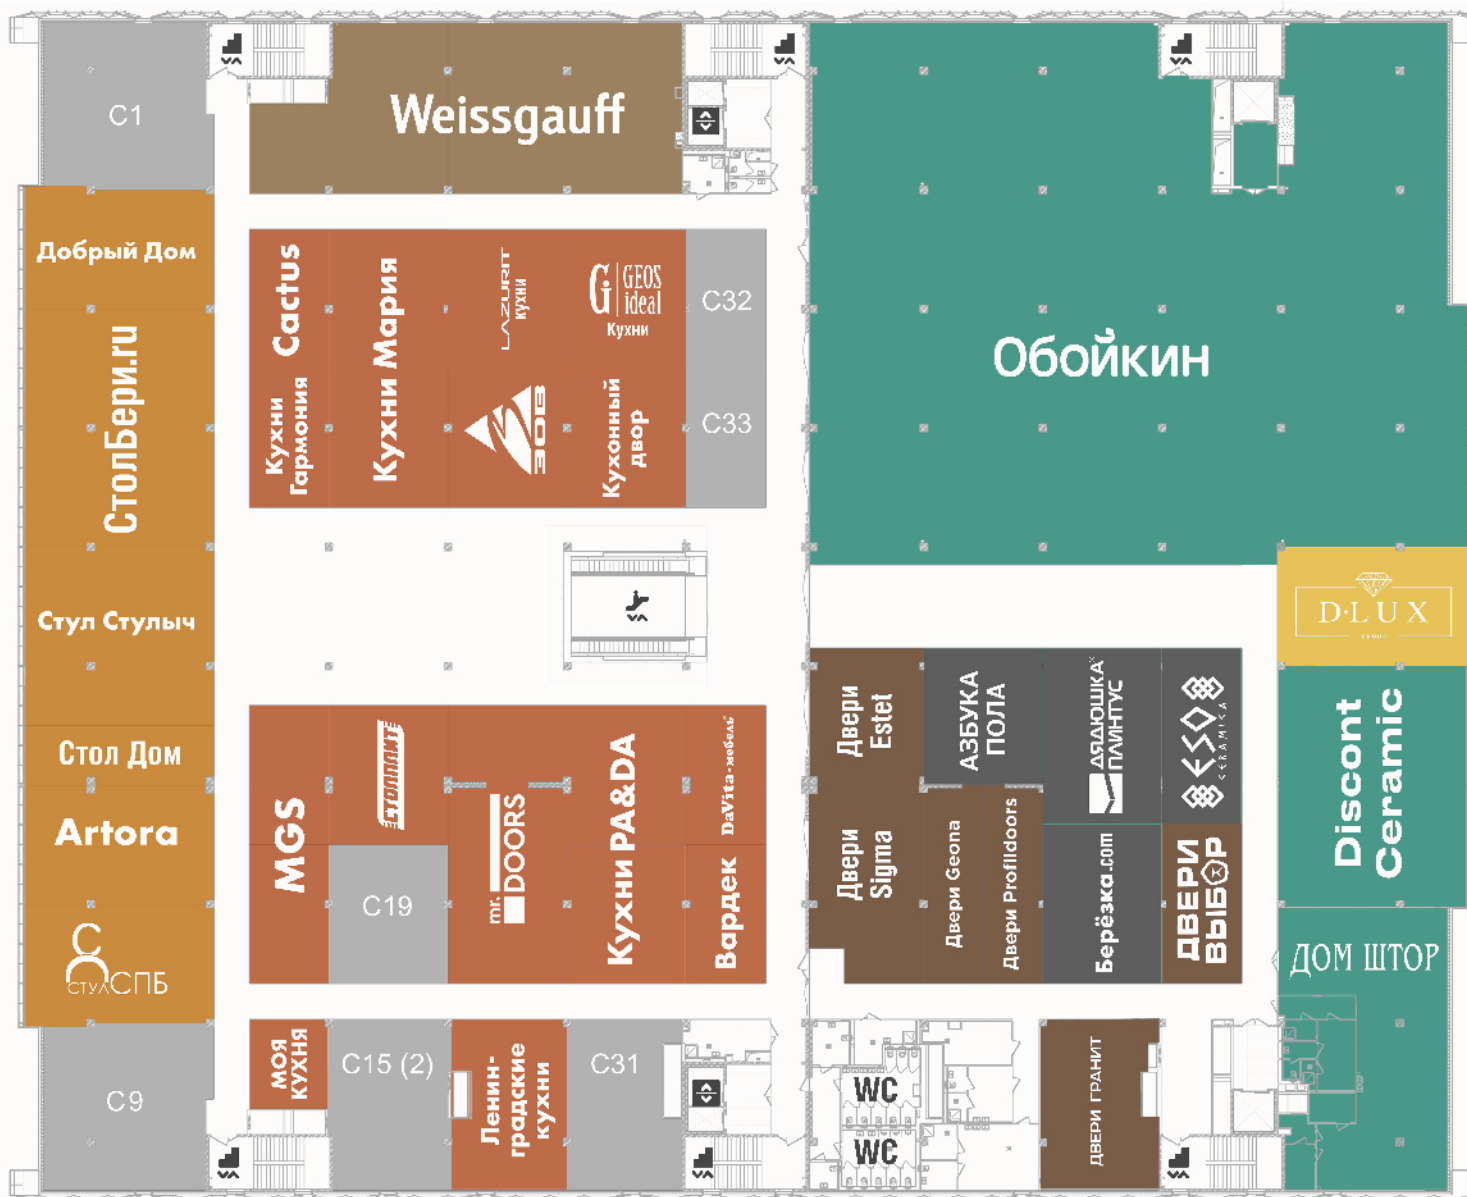 C1
Weissgauff
Добрый Дом
СтолБери.ru
Стул Стулыч
Стол Дом
Artora
С
СТУЛ СПБ
C9
Cactus
Кухни
Гармония
Кухни Мария
LAZURIT
КУХНИ
ЗОВ
G GEOS
ideal
Кухни
Кухонный
двор
C32
C33
Обойкин
D·LUX
Discont
Ceramic
ДОМ ШТОР
MGS
СТОЛПЛИТ
C19
mr.DOORS
Кухни PA&DA
DaVita-мебель
Вардек
Двери
Estet
Двери
Sigma
АЗБУКА
ПОЛА
Двери Geona
Двери Profildoors
ДЯДЮШКА
ПЛИНТУС
Берёзка.com
ESO
CERAMICA
ДВЕРИ
ВЫБОР
МОЯ
КУХНЯ
C15 (2)
Ленин-
градские
кухни
C31
WC
WC
ДВЕРИ ГРАНИТ